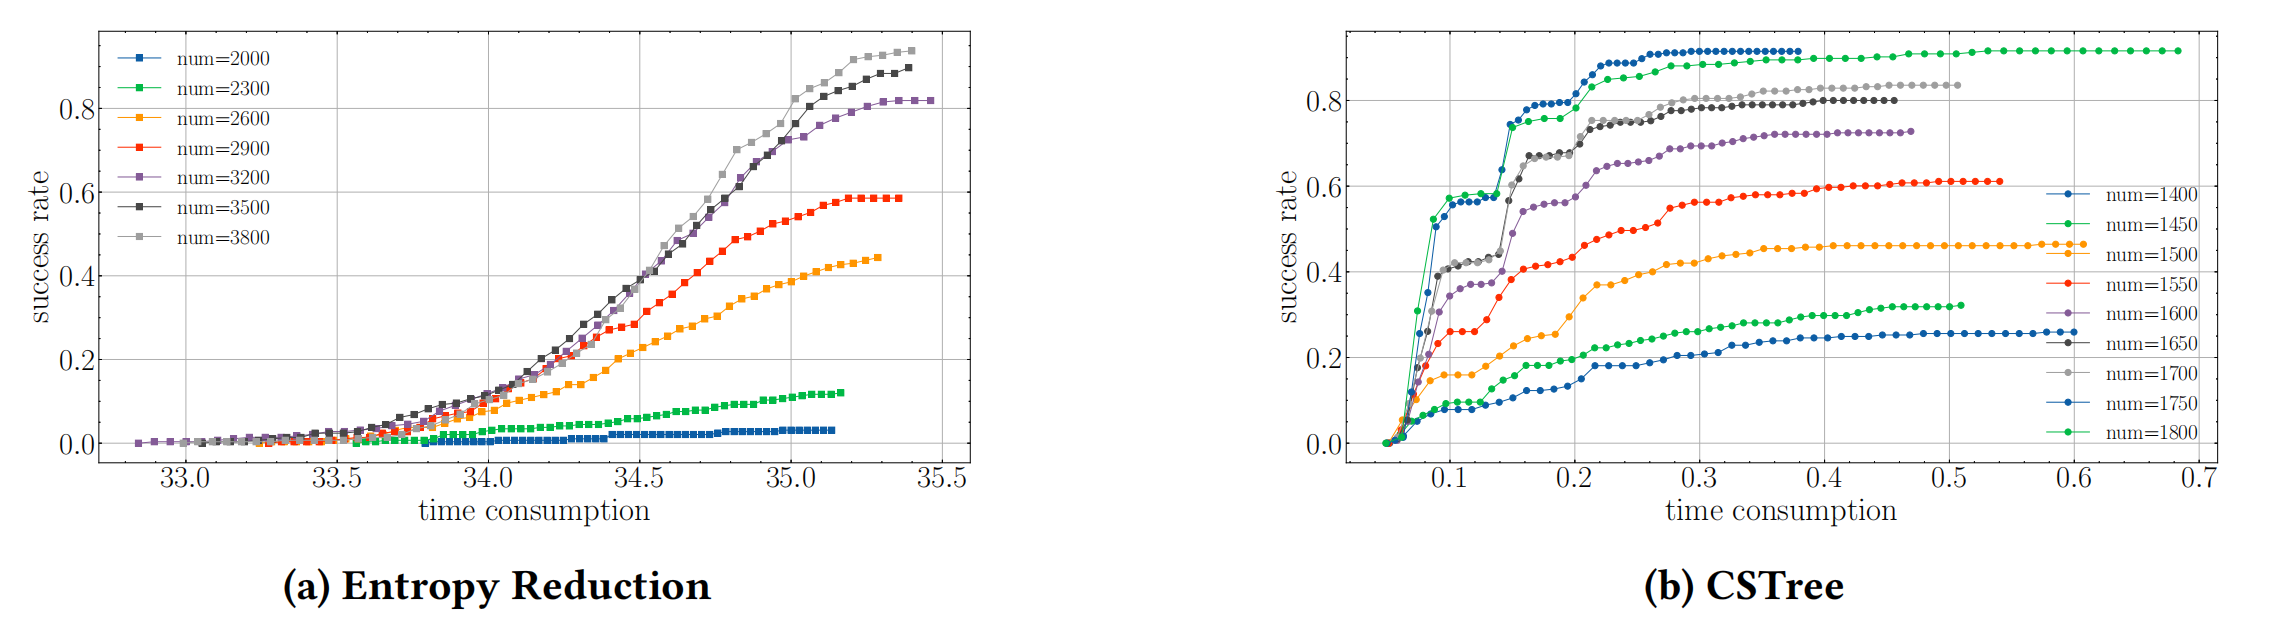 num=2000
num=2300
num=2600
num=2900
num=3200
num=3500
num=3800
success rate
0.8
0.6
0.4
0.2
0.0
33.0 33.5 34.0 34.5 35.0 35.5
time consumption
(a) Entropy Reduction
success rate
0.8
0.6
0.4
0.2
0.0
num=1400
num=1450
num=1500
num=1550
num=1600
num=1650
num=1700
num=1750
num=1800
0.1 0.2 0.3 0.4 0.5 0.6 0.7
time consumption
(b) CSTree